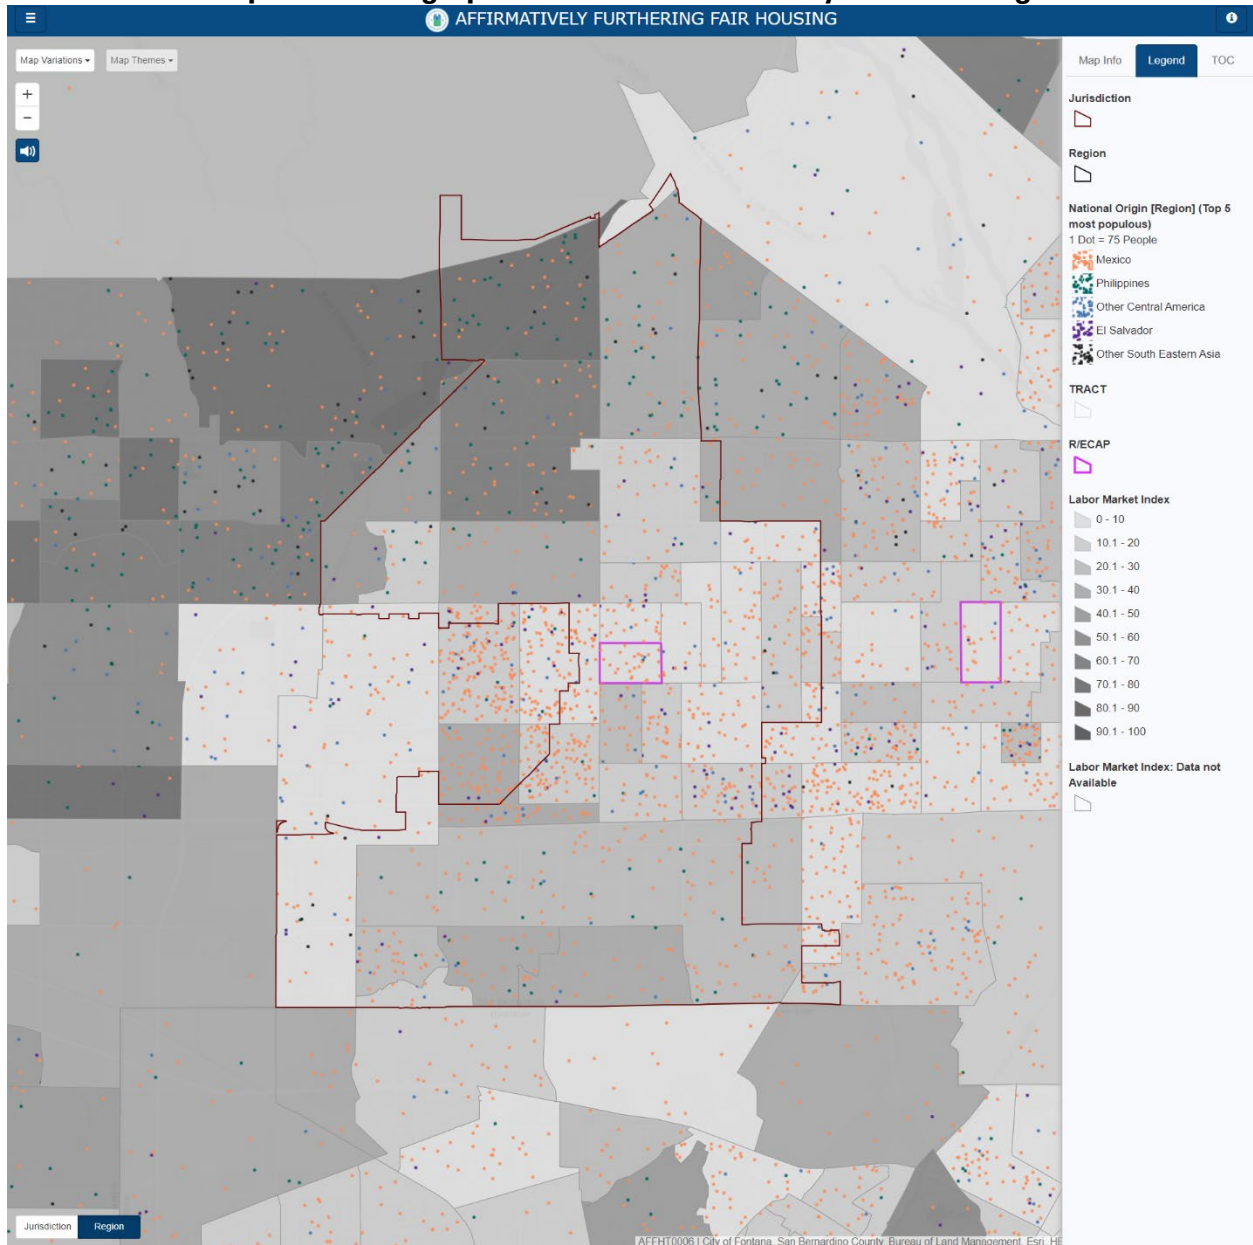 AFFIRMATIVELY FURTHERING FAIR HOUSING
Map Variations
Map Themes
+
−
Map Info
Legend
TOC
Jurisdiction
Region
National Origin [Region] (Top 5
most populous)
1 Dot = 75 People
Mexico
Philippines
Other Central America
El Salvador
Other South Eastern Asia
TRACT
R/ECAP
Labor Market Index
0 - 10
10.1 - 20
20.1 - 30
30.1 - 40
40.1 - 50
50.1 - 60
60.1 - 70
70.1 - 80
80.1 - 90
90.1 - 100
Labor Market Index: Data not
Available
Jurisdiction
Region
AFFHT0006 | City of Fontana, San Bernardino County, Bureau of Land Management, Esri, HE